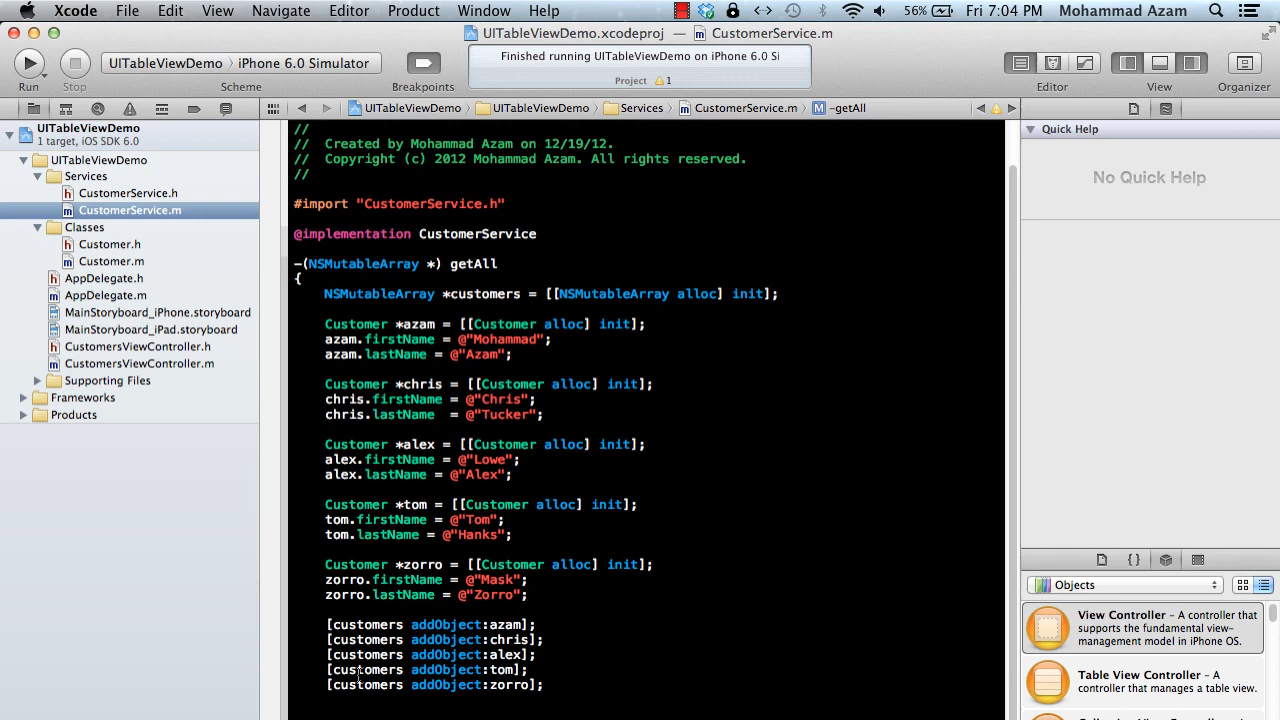 Xcode File Edit View Navigate Editor Product Window Help 56% Fri 7:04 PM Mohammad Azam
UITableViewDemo.xcodeproj — CustomerService.m
UITableViewDemo iPhone 6.0 Simulator
Finished running UITableViewDemo on iPhone 6.0 Si
Project 1
Run Stop Scheme Breakpoints Editor View Organizer
UITableViewDemo UITableViewDemo Services CustomerService.m -getAll
UITableViewDemo
1 target, iOS SDK 6.0
UITableViewDemo
Services
CustomerService.h
CustomerService.m
Classes
Customer.h
Customer.m
AppDelegate.h
AppDelegate.m
MainStoryboard_iPhone.storyboard
MainStoryboard_iPad.storyboard
CustomersViewController.h
CustomersViewController.m
Supporting Files
Frameworks
Products
//
// Created by Mohammad Azam on 12/19/12.
// Copyright (c) 2012 Mohammad Azam. All rights reserved.
//
#import "CustomerService.h"
@implementation CustomerService
-(NSMutableArray *) getAll
{
NSMutableArray *customers = [[NSMutableArray alloc] init];
Customer *azam = [[Customer alloc] init];
azam.firstName = @"Mohammad";
azam.lastName = @"Azam";
Customer *chris = [[Customer alloc] init];
chris.firstName = @"Chris";
chris.lastName  = @"Tucker";
Customer *alex = [[Customer alloc] init];
alex.firstName = @"Lowe";
alex.lastName = @"Alex";
Customer *tom = [[Customer alloc] init];
tom.firstName = @"Tom";
tom.lastName = @"Hanks";
Customer *zorro = [[Customer alloc] init];
zorro.firstName = @"Mask";
zorro.lastName = @"Zorro";
[customers addObject:azam];
[customers addObject:chris];
[customers addObject:alex];
[customers addObject:tom];
[customers addObject:zorro];
Quick Help
No Quick Help
Objects
View Controller - A controller that
supports the fundamental view-
management model in iPhone OS.
Table View Controller - A
controller that manages a table view.